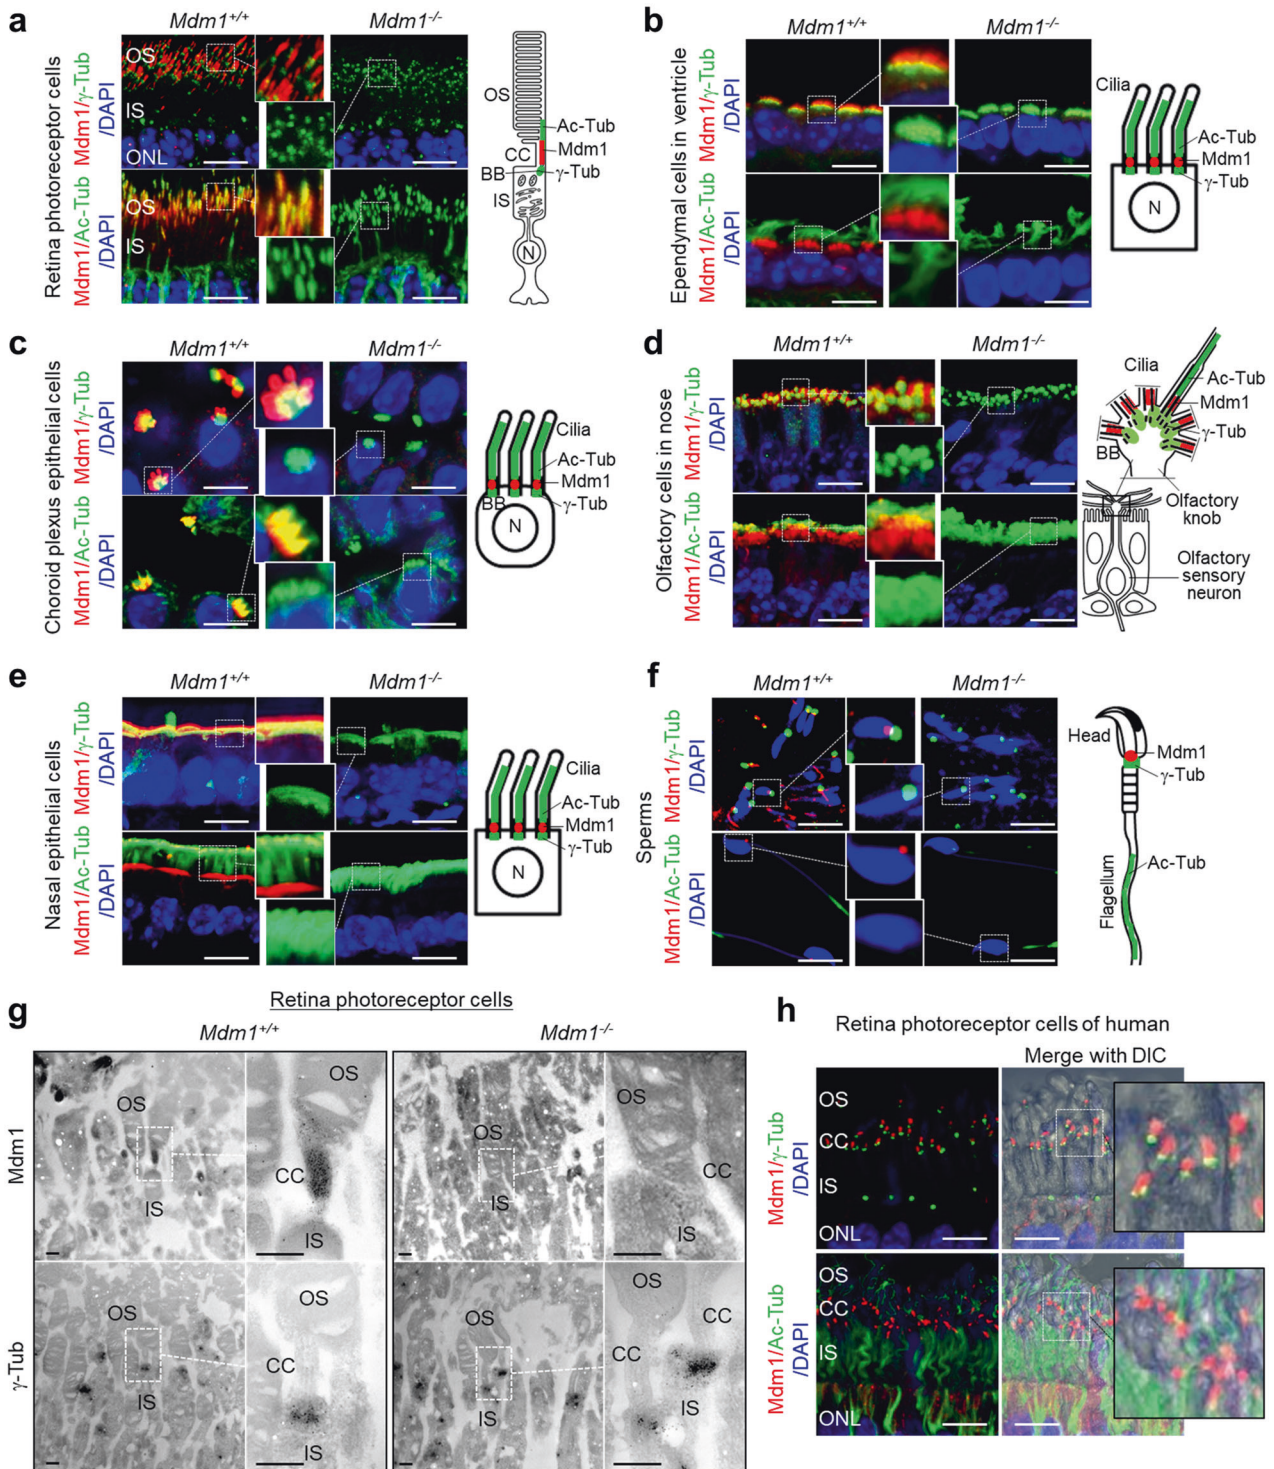 a
Mdm1+/+
Mdm1-/-
Retina photoreceptor cells
Mdm1/γ-Tub
/DAPI
Mdm1/Ac-Tub
/DAPI
OS
IS
ONL
OS
IS
OS
Ac-Tub
Mdm1
CC
BB
γ-Tub
IS
N
b
Mdm1+/+
Mdm1-/-
Ependymal cells in ventricle
Mdm1/γ-Tub
/DAPI
Mdm1/Ac-Tub
/DAPI
Cilia
Ac-Tub
Mdm1
γ-Tub
N
c
Mdm1+/+
Mdm1-/-
Choroid plexus epithelial cells
Mdm1/γ-Tub
/DAPI
Mdm1/Ac-Tub
/DAPI
Cilia
Ac-Tub
Mdm1
BB
γ-Tub
N
d
Mdm1+/+
Mdm1-/-
Olfactory cells in nose
Mdm1/γ-Tub
/DAPI
Mdm1/Ac-Tub
/DAPI
Cilia
Ac-Tub
Mdm1
γ-Tub
BB
Olfactory
knob
Olfactory
sensory
neuron
e
Mdm1+/+
Mdm1-/-
Nasal epithelial cells
Mdm1/γ-Tub
/DAPI
Mdm1/Ac-Tub
/DAPI
Cilia
Ac-Tub
Mdm1
γ-Tub
N
f
Mdm1+/+
Mdm1-/-
Sperms
Mdm1/γ-Tub
/DAPI
Mdm1/Ac-Tub
/DAPI
Head
Mdm1
γ-Tub
Ac-Tub
Flagellum
g
Retina photoreceptor cells
Mdm1+/+
Mdm1-/-
Mdm1
OS
IS
OS
CC
IS
OS
IS
OS
CC
IS
γ-Tub
OS
IS
OS
CC
IS
OS
IS
OS
CC
CC
IS
h
Retina photoreceptor cells of human
Merge with DIC
Mdm1/γ-Tub
/DAPI
OS
CC
IS
ONL
Mdm1/Ac-Tub
/DAPI
OS
CC
IS
ONL